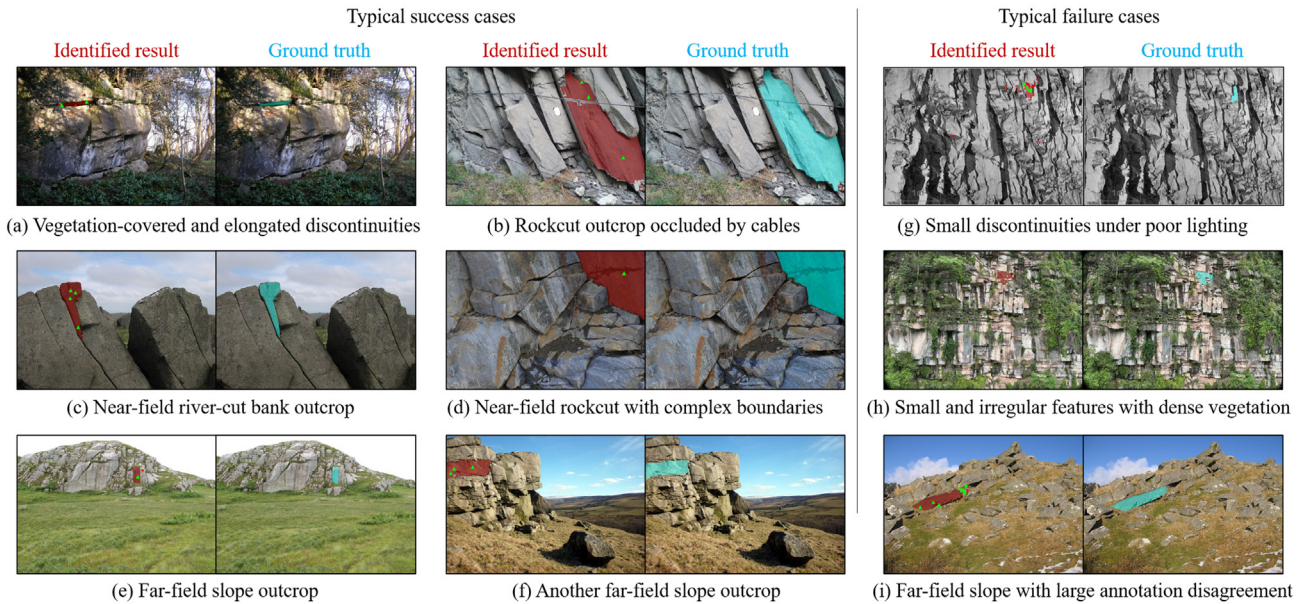 Typical success cases
Typical failure cases
Identified result
Ground truth
Identified result
Ground truth
Identified result
Ground truth
(a) Vegetation-covered and elongated discontinuities
(b) Rockcut outcrop occluded by cables
(g) Small discontinuities under poor lighting
(c) Near-field river-cut bank outcrop
(d) Near-field rockcut with complex boundaries
(h) Small and irregular features with dense vegetation
(e) Far-field slope outcrop
(f) Another far-field slope outcrop
(i) Far-field slope with large annotation disagreement